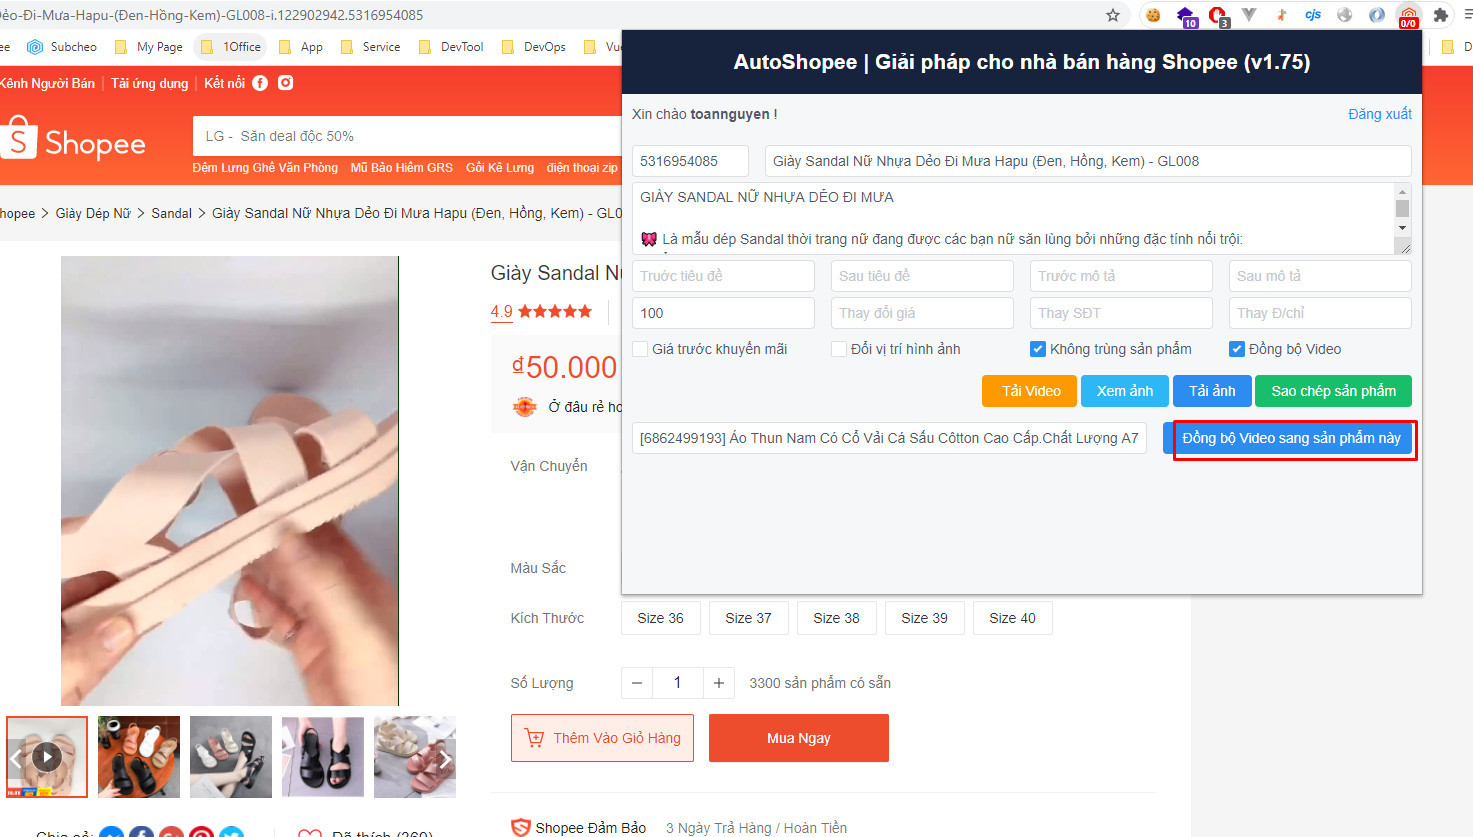 Dẻo-Đi-Mưa-Hapu-(Đen-Hồng-Kem)-GL008-i.122902942.5316954085
10
3
cjs
0/0
ee
Subcheo
My Page
1Office
App
Service
DevTool
DevOps
Vu
D
AutoShopee | Giải pháp cho nhà bán hàng Shopee (v1.75)
Kênh Người Bán
Tải ứng dụng
Kết nối
Xin chào toannguyen !
Đăng xuất
S Shopee
LG - Săn deal độc 50%
Đệm Lưng Ghế Văn Phòng
Mũ Bảo Hiểm GRS
Gối Kê Lưng
điện thoại zip
5316954085
Giày Sandal Nữ Nhựa Dẻo Đi Mưa Hapu (Đen, Hồng, Kem) - GL008
GIÀY SANDAL NỮ NHỰA DẺO ĐI MƯA
Là mẫu dép Sandal thời trang nữ đang được các bạn nữ săn lùng bởi những đặc tính nổi trội:
hopee > Giày Dép Nữ > Sandal > Giày Sandal Nữ Nhựa Dẻo Đi Mưa Hapu (Đen, Hồng, Kem) - GL0
Trước tiêu đề
Sau tiêu đề
Trước mô tả
Sau mô tả
100
Thay đổi giá
Thay SĐT
Thay Đ/chỉ
Giá trước khuyến mãi
Đổi vị trí hình ảnh
Không trùng sản phẩm
Đồng bộ Video
Tải Video
Xem ảnh
Tải ảnh
Sao chép sản phẩm
[6862499193] Áo Thun Nam Có Cổ Vải Cá Sấu Côtton Cao Cấp.Chất Lượng A7
Đồng bộ Video sang sản phẩm này
Giày Sandal N
4.9
₫50.000
Ở đâu rẻ hơ
Vận Chuyển
Màu Sắc
Kích Thước
Size 36
Size 37
Size 38
Size 39
Size 40
Số Lượng
1
3300 sản phẩm có sẵn
Thêm Vào Giỏ Hàng
Mua Ngay
Chia sẻ:
Đã thích (369)
Shopee Đảm Bảo
3 Ngày Trả Hàng / Hoàn Tiền